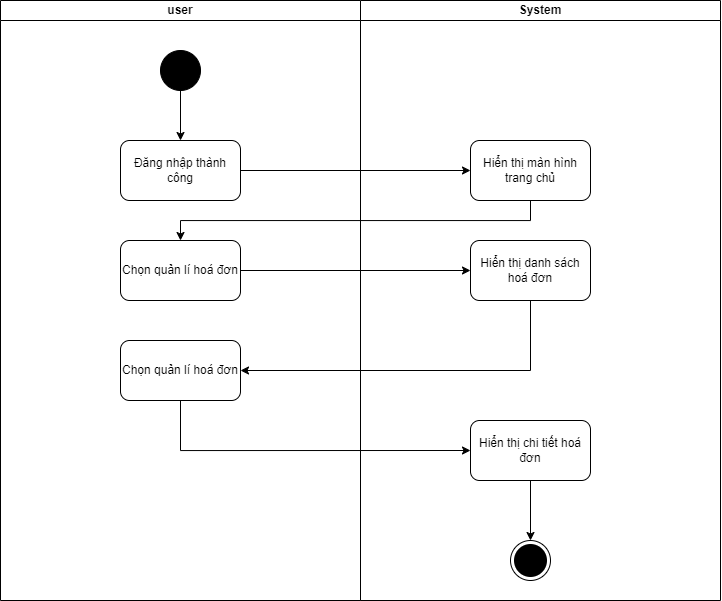 user
System
Đăng nhập thành
công
Hiển thị màn hình
trang chủ
Chọn quản lí hoá đơn
Hiển thị danh sách
hoá đơn
Chọn quản lí hoá đơn
Hiển thị chi tiết hoá
đơn